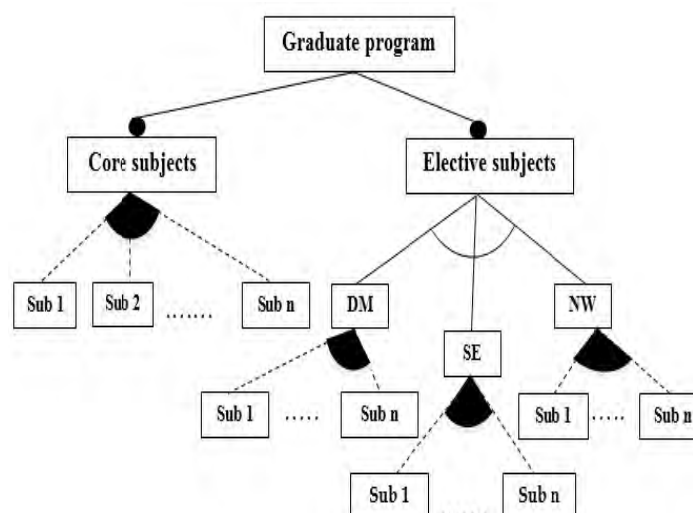 Graduate program
Core subjects
Elective subjects
Sub 1
Sub 2
.......
Sub n
DM
NW
SE
Sub 1
.....
Sub n
Sub 1
.....
Sub n
Sub 1
.......
Sub n